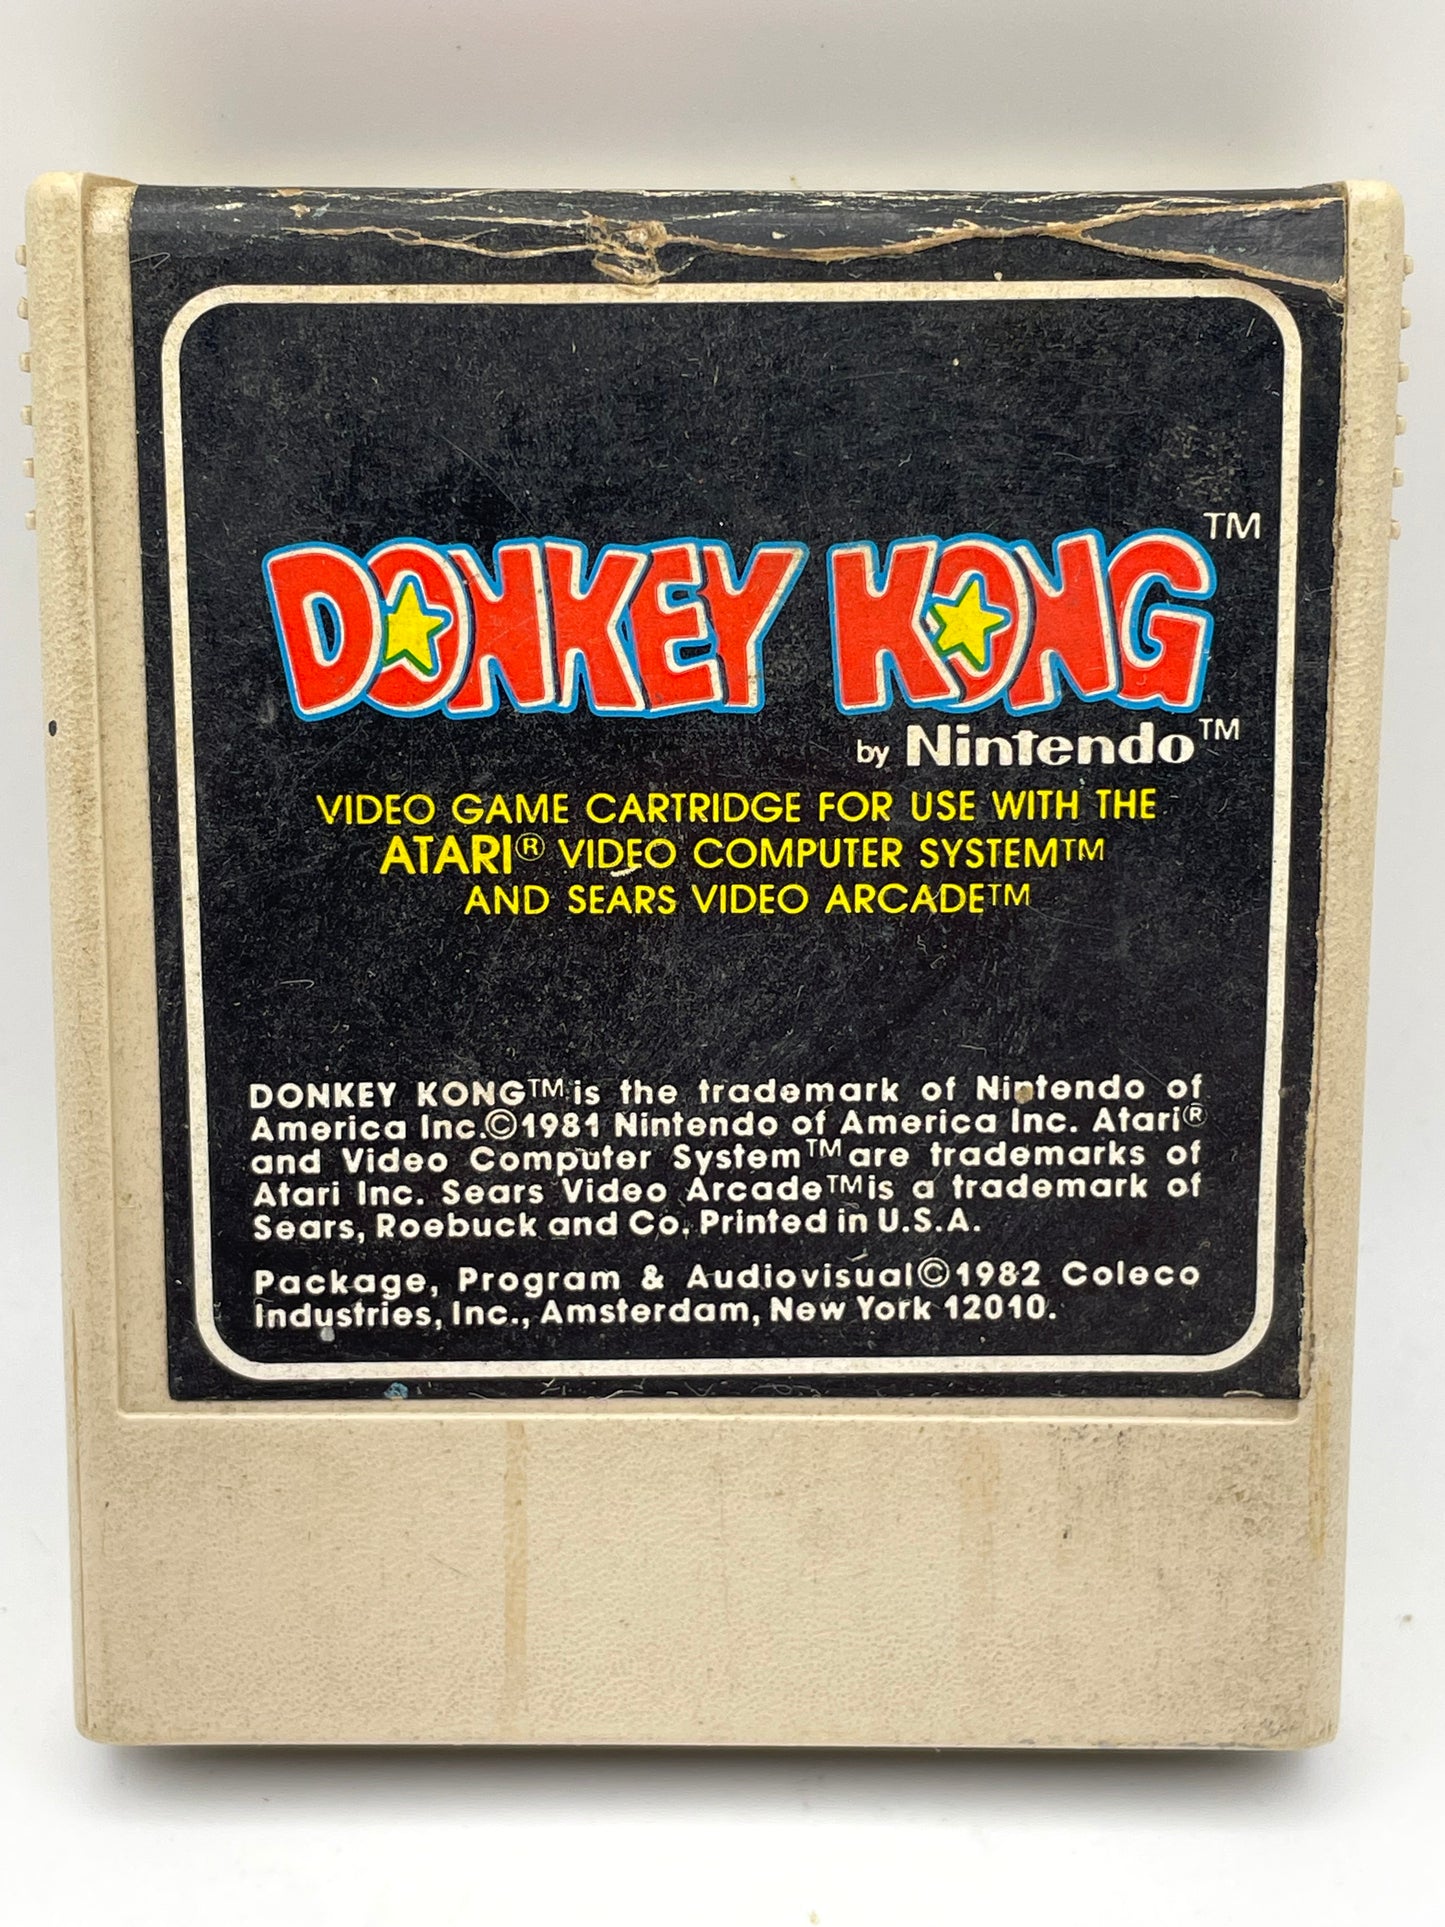 DONKEY KONG™
by Nintendo™
VIDEO GAME CARTRIDGE FOR USE WITH THE
ATARI® VIDEO COMPUTER SYSTEM™
AND SEARS VIDEO ARCADE™
DONKEY KONG™ is the trademark of Nintendo of
America Inc.©1981 Nintendo of America Inc. Atari®
and Video Computer System™ are trademarks of
Atari Inc. Sears Video Arcade™ is a trademark of
Sears, Roebuck and Co. Printed in U.S.A.
Package, Program & Audiovisual©1982 Coleco
Industries, Inc., Amsterdam, New York 12010.